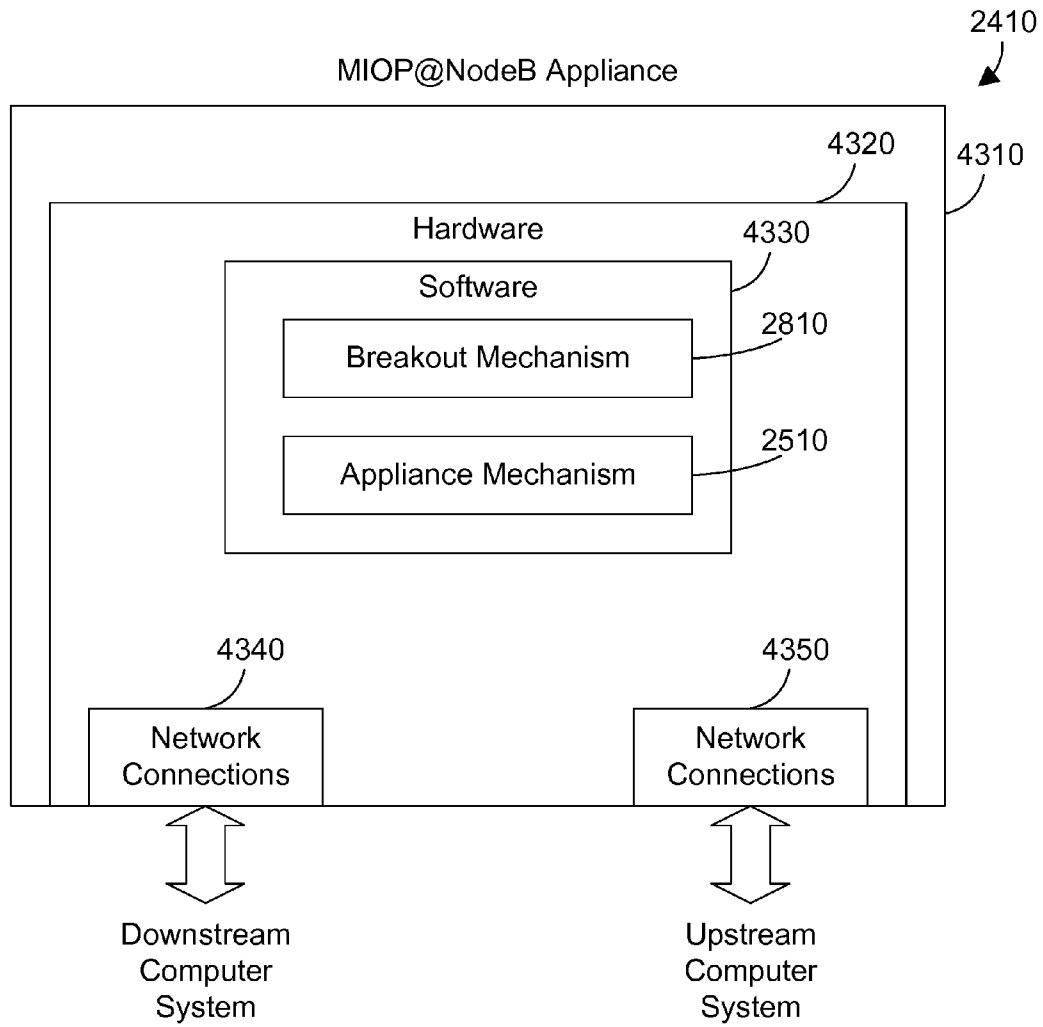 2410
MIOP@NodeB Appliance
4320
4310
Hardware
4330
Software
2810
Breakout Mechanism
2510
Appliance Mechanism
4340
4350
Network
Connections
Network
Connections
Downstream
Computer
System
Upstream
Computer
System